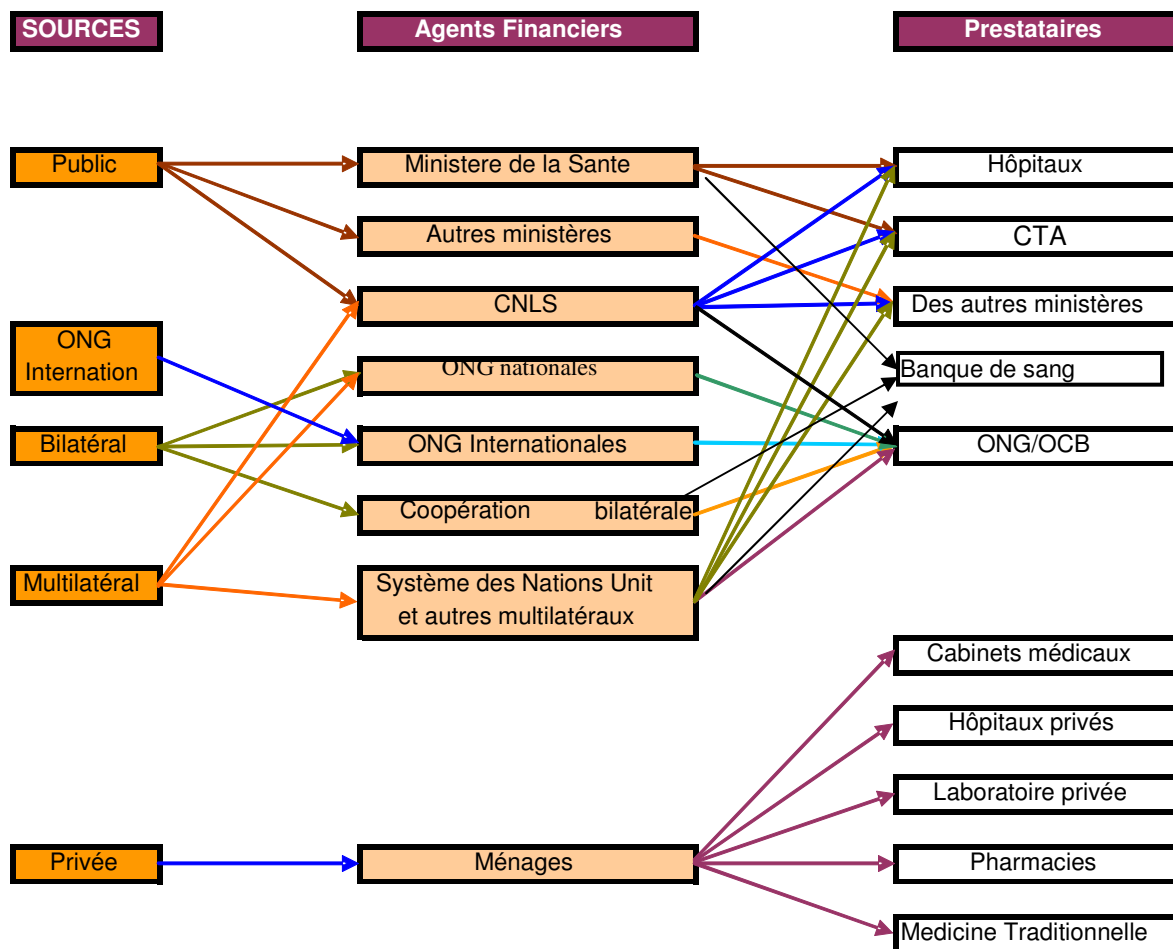 SOURCES
Agents Financiers
Prestataires
Public
Ministere de la Sante
Hôpitaux
Autres ministères
CTA
CNLS
Des autres ministères
ONG
Internation
ONG nationales
Banque de sang
Bilatéral
ONG Internationales
ONG/OCB
Coopération bilatérale
Multilatéral
Système des Nations Unit
et autres multilatéraux
Cabinets médicaux
Hôpitaux privés
Laboratoire privée
Privée
Ménages
Pharmacies
Medicine Traditionnelle